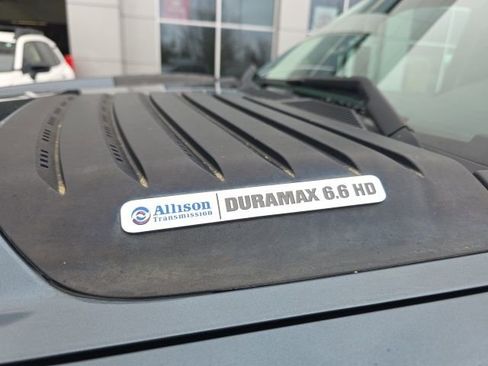 Allison DURAMAX 6.6 HD
Transmission